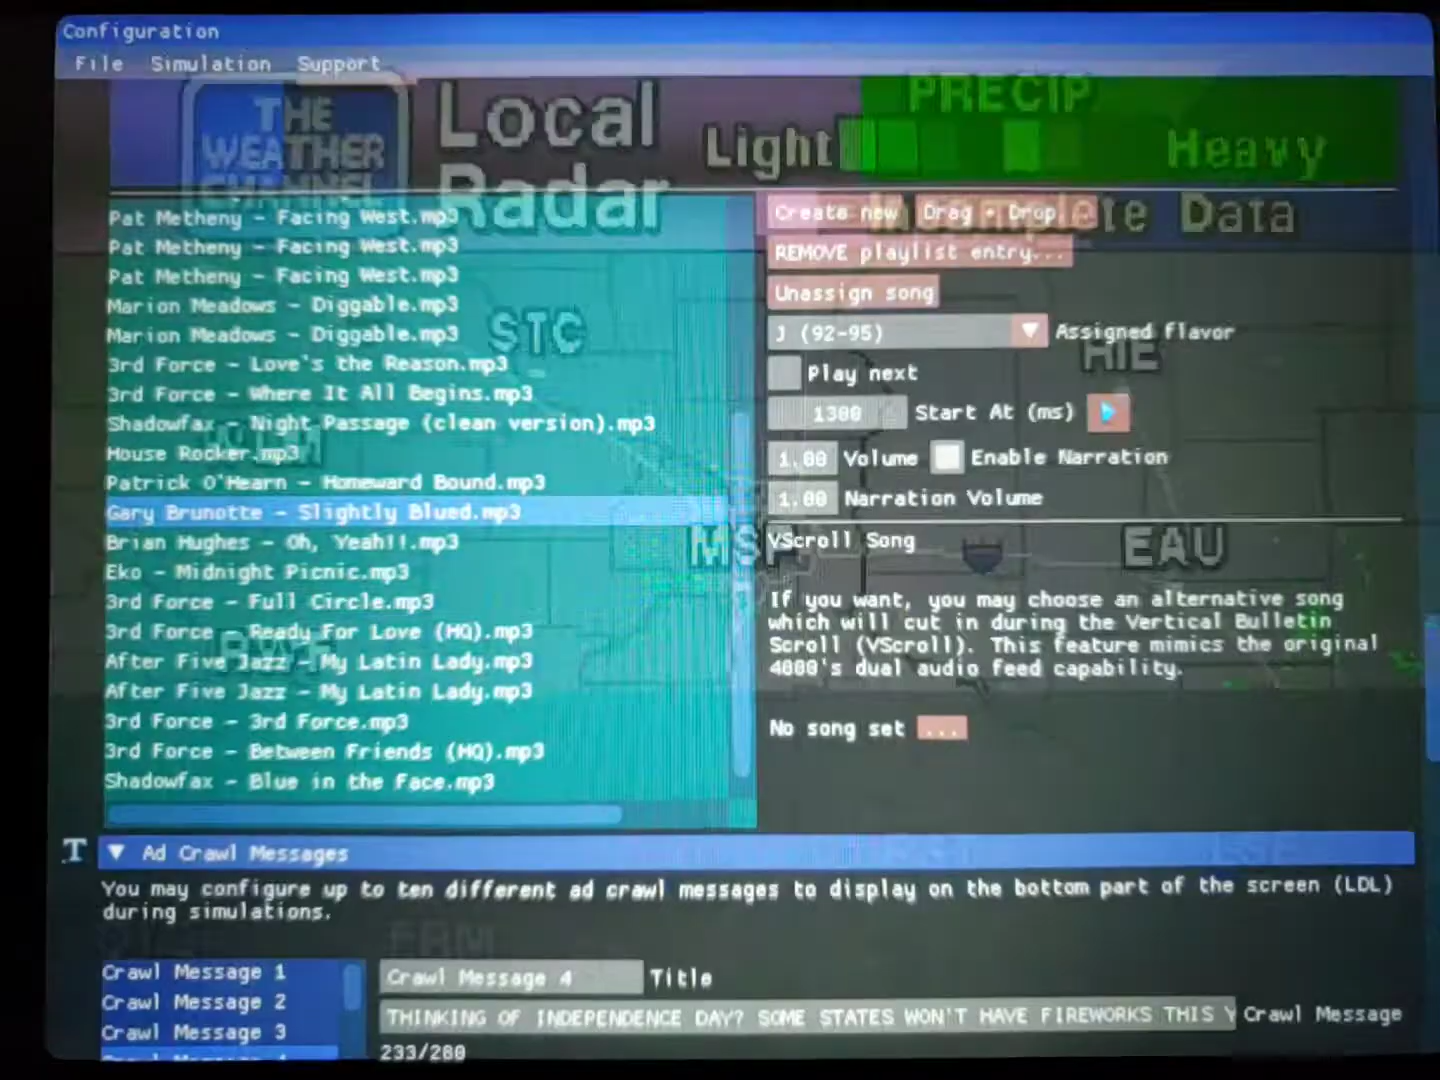 Configuration
File Simulation Support
THE WEATHER CHANNEL
Local Radar
PRECIP
Light Heavy
Incomplete Data
Pat Metheny - Facing West.mp3
Pat Metheny - Facing West.mp3
Pat Metheny - Facing West.mp3
Marion Meadows - Diggable.mp3
Marion Meadows - Diggable.mp3
3rd Force - Love's the Reason.mp3
3rd Force - Where It All Begins.mp3
Shadowfax - Night Passage (clean version).mp3
House Rocker.mp3
Patrick O'Hearn - Homeward Bound.mp3
Gary Brunotte - Slightly Blued.mp3
Brian Hughes - Oh, Yeah!!.mp3
Eko - Midnight Picnic.mp3
3rd Force - Full Circle.mp3
3rd Force - Ready For Love (HQ).mp3
After Five Jazz - My Latin Lady.mp3
After Five Jazz - My Latin Lady.mp3
3rd Force - 3rd Force.mp3
3rd Force - Between Friends (HQ).mp3
Shadowfax - Blue in the Face.mp3
STC
MSP
HIE
EAU
Create new Drag + Drop...
REMOVE playlist entry...
Unassign song
J (92-95) Assigned flavor
Play next
1300 Start At (ms)
1.00 Volume Enable Narration
1.00 Narration Volume
VScroll Song
If you want, you may choose an alternative song
which will cut in during the Vertical Bulletin
Scroll (VScroll). This feature mimics the original
4000's dual audio feed capability.
No song set ...
T Ad Crawl Messages
You may configure up to ten different ad crawl messages to display on the bottom part of the screen (LDL)
during simulations.
Crawl Message 1
Crawl Message 2
Crawl Message 3
Crawl Message 4 Title
THINKING OF INDEPENDENCE DAY? SOME STATES WON'T HAVE FIREWORKS THIS Crawl Message
233/280